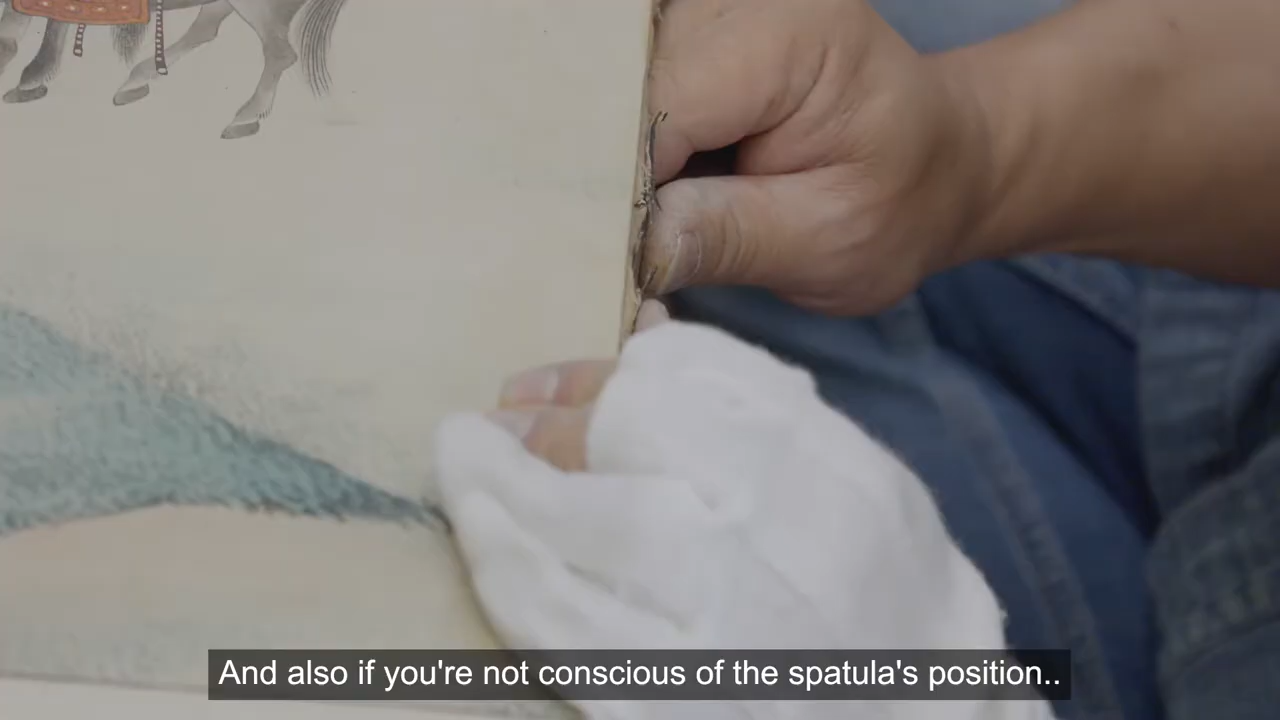 And also if you're not conscious of the spatula's position..